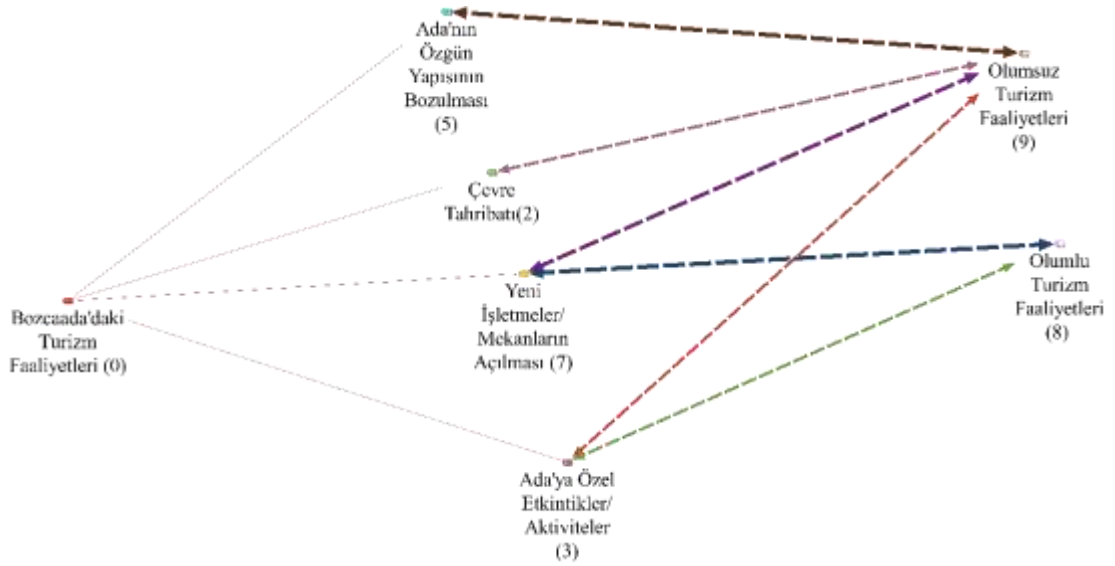 Ada'nın
Özgün
Yapısının
Bozulması
(5)
Olumsuz
Turizm
Faaliyetleri
(9)
Çevre
Tahribatı(2)
Yeni
İşletmeler/
Mekanların
Açılması (7)
Olumlu
Turizm
Faaliyetleri
(8)
Bozcaada'daki
Turizm
Faaliyetleri (0)
Ada'ya Özel
Etkintikler/
Aktiviteler
(3)